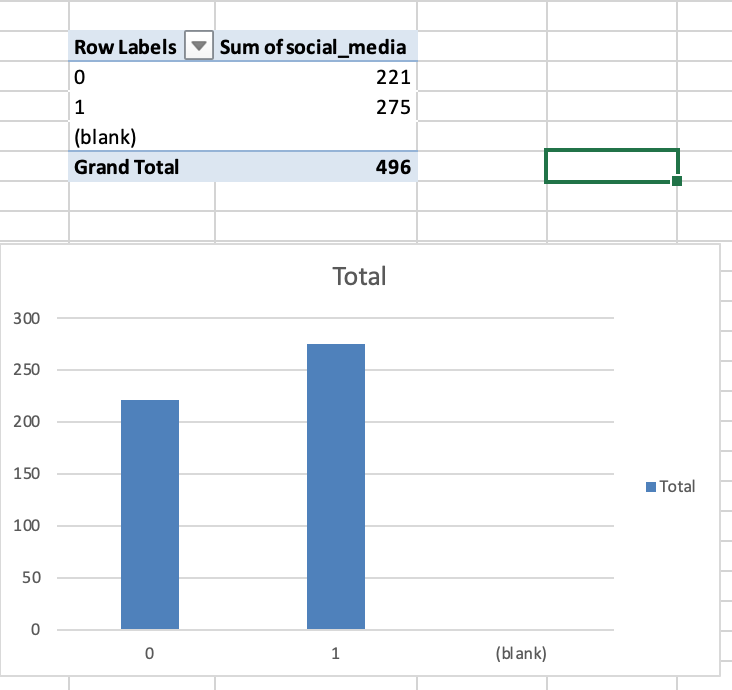 Row Labels Sum of social_media
0 221
1 275
(blank)
Grand Total 496
Total
300
250
200
150
100
50
0
Total
0 1 (blank)